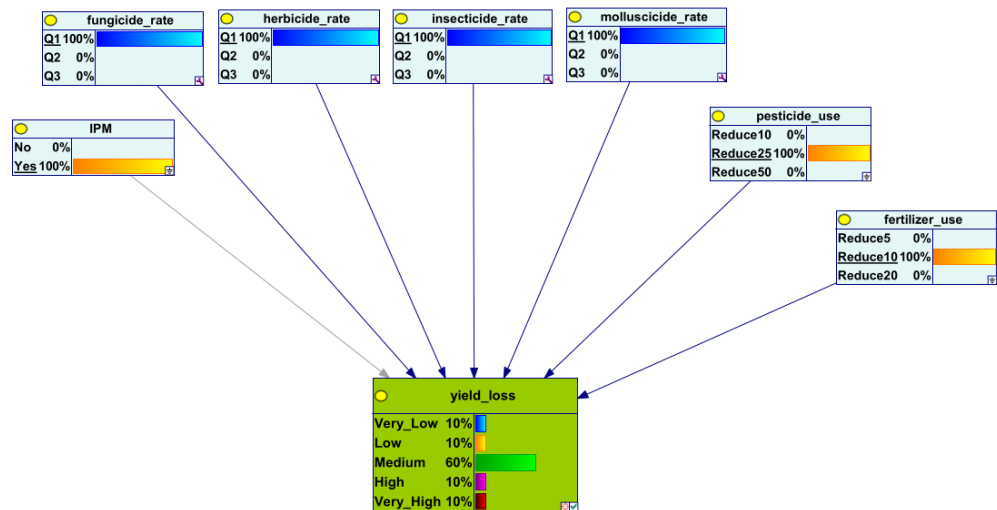 fungicide_rate
Q1 100%
Q2 0%
Q3 0%
herbicide_rate
Q1 100%
Q2 0%
Q3 0%
insecticide_rate
Q1 100%
Q2 0%
Q3 0%
molluscicide_rate
Q1 100%
Q2 0%
Q3 0%
IPM
No 0%
Yes 100%
pesticide_use
Reduce10 0%
Reduce25 100%
Reduce50 0%
fertilizer_use
Reduce5 0%
Reduce10 100%
Reduce20 0%
yield_loss
Very_Low 10%
Low 10%
Medium 60%
High 10%
Very_High 10%